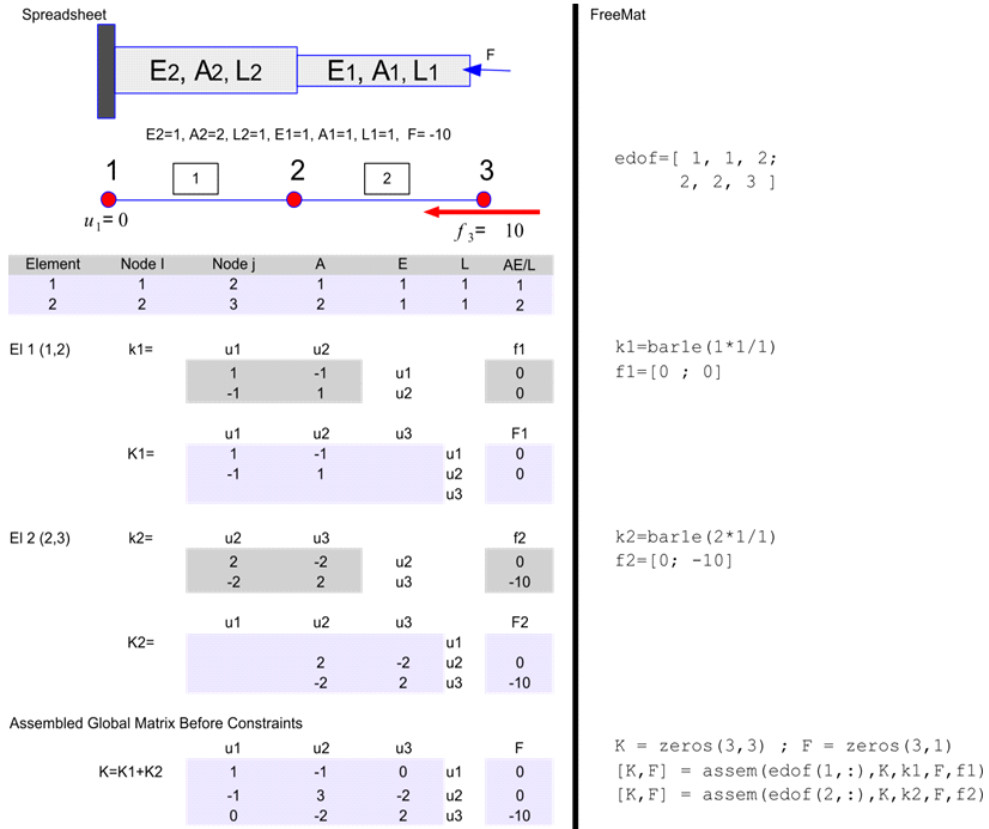 Spreadsheet
E2, A2, L2 E1, A1, L1 F
E2=1, A2=2, L2=1, E1=1, A1=1, L1=1, F= -10
1 1 2 2 3
u1= 0
f3= 10
Element Node I Node j A E L AE/L
1 1 2 1 1 1 1
2 2 3 2 1 1 2
El 1 (1,2) k1= u1 u2 f1
1 -1 u1 0
-1 1 u2 0
u1 u2 u3 F1
K1= 1 -1 u1 0
-1 1 u2 0
u3
El 2 (2,3) k2= u2 u3 f2
2 -2 u2 0
-2 2 u3 -10
u1 u2 u3 F2
K2= u1
2 -2 u2 0
-2 2 u3 -10
Assembled Global Matrix Before Constraints
u1 u2 u3 F
K=K1+K2 1 -1 0 u1 0
-1 3 -2 u2 0
0 -2 2 u3 -10
FreeMat
edof=[ 1, 1, 2;
2, 2, 3 ]
k1=bar1e(1*1/1)
f1=[0 ; 0]
k2=bar1e(2*1/1)
f2=[0; -10]
K = zeros(3,3) ; F = zeros(3,1)
[K,F] = assem(edof(1,:),K,k1,F,f1)
[K,F] = assem(edof(2,:),K,k2,F,f2)